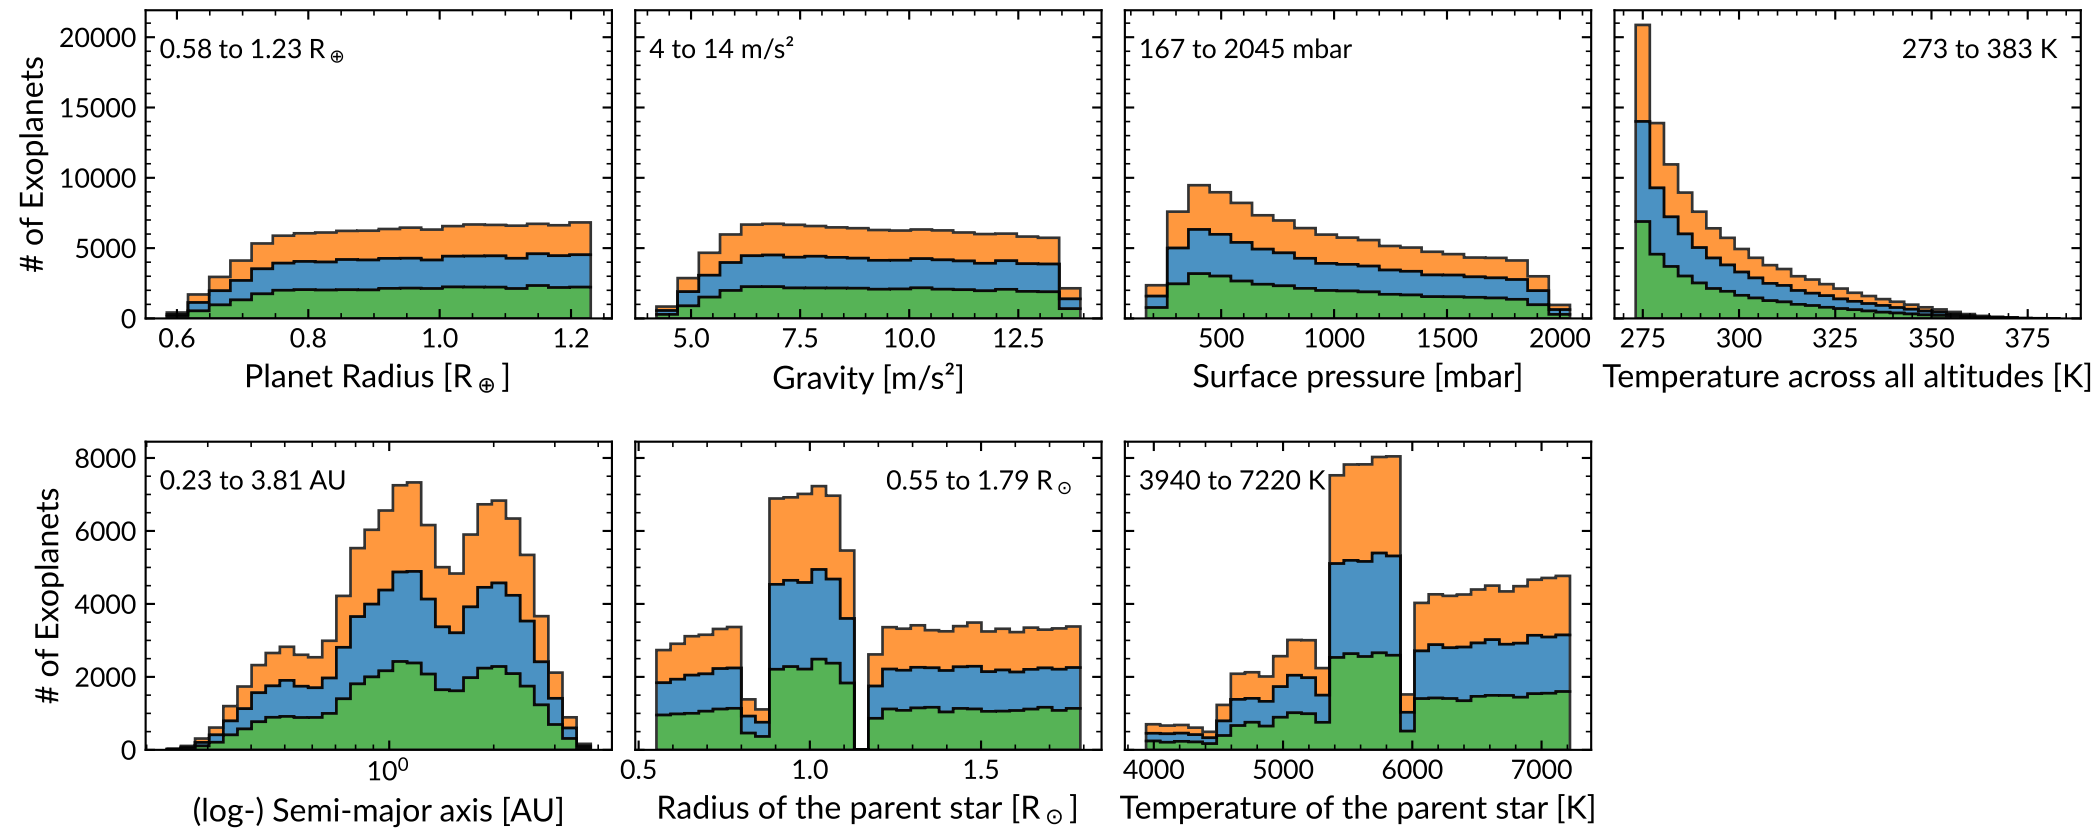 # of Exoplanets
20000
15000
10000
5000
0
0.58 to 1.23 R⊕
0.6 0.8 1.0 1.2
Planet Radius [R⊕]
4 to 14 m/s²
5.0 7.5 10.0 12.5
Gravity [m/s²]
167 to 2045 mbar
500 1000 1500 2000
Surface pressure [mbar]
273 to 383 K
275 300 325 350 375
Temperature across all altitudes [K]
# of Exoplanets
8000
6000
4000
2000
0
0.23 to 3.81 AU
10⁰
(log-) Semi-major axis [AU]
0.55 to 1.79 R⊙
0.5 1.0 1.5
Radius of the parent star [R⊙]
3940 to 7220 K
4000 5000 6000 7000
Temperature of the parent star [K]